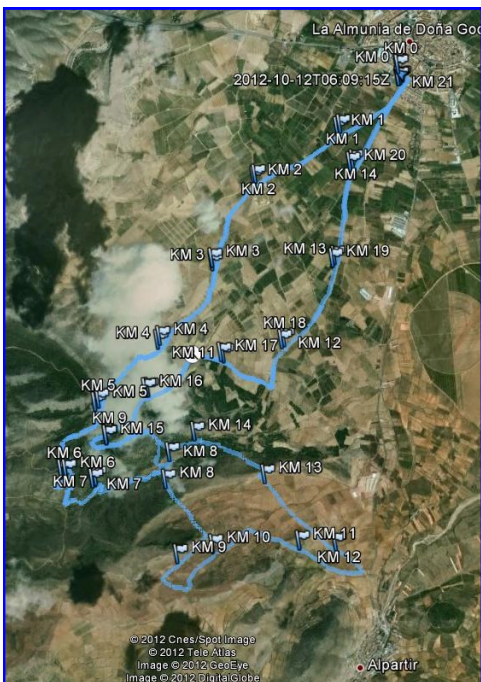 La Almunia de Doña Goo
KM 0
KM 0
2012-10-12T06:09:15Z
KM 21
KM 1
KM 1
KM 20
KM 14
KM 2
KM 2
KM 3
KM 3
KM 13
KM 19
KM 4
KM 4
KM 18
KM 12
KM 11
KM 17
KM 16
KM 5
KM 5
KM 9
KM 15
KM 14
KM 8
KM 6
KM 6
KM 7
KM 7
KM 8
KM 13
KM 9
KM 10
KM 11
KM 12
© 2012 Cnes/Spot Image
© 2012 Tele Atlas
Image © 2012 GeoEye
Image © 2012 DigitalGlobe
Alpartir